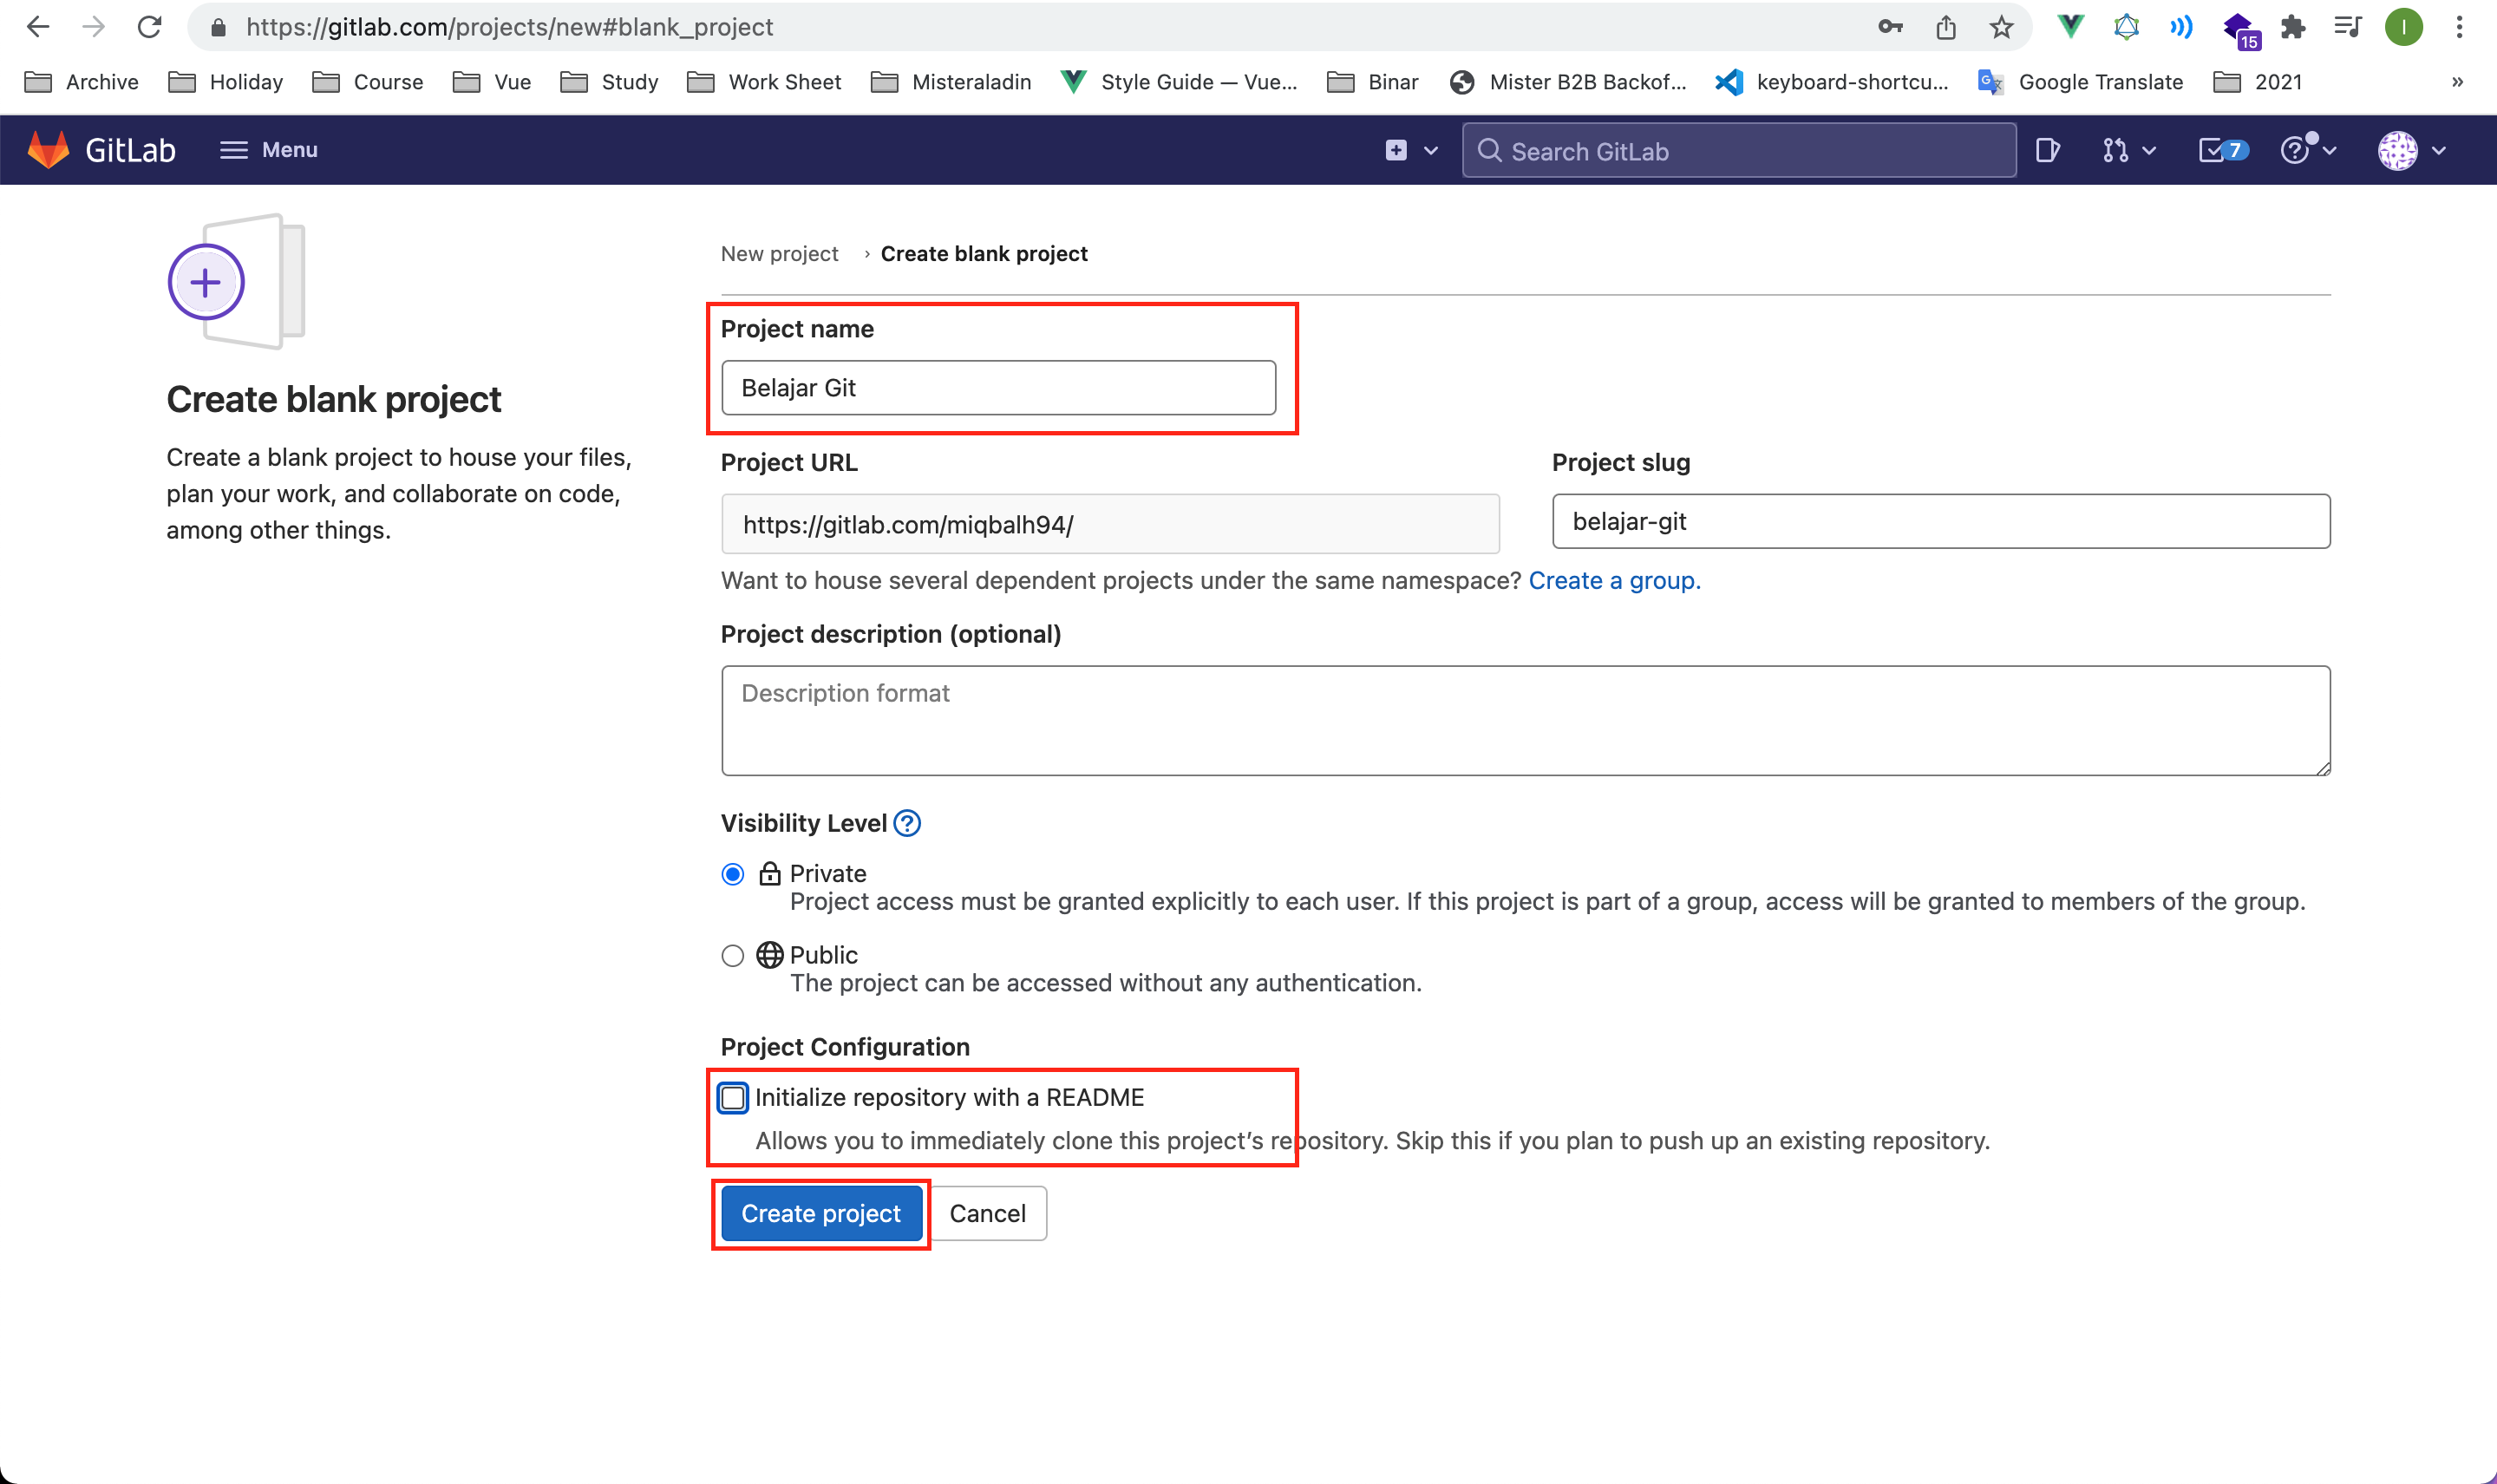 https://gitlab.com/projects/new#blank_project
15
I
Archive Holiday Course Vue Study Work Sheet Misteraladin Style Guide — Vue... Binar Mister B2B Backof... keyboard-shortcu... Google Translate 2021 »
GitLab Menu Search GitLab 7
New project › Create blank project
Create blank project
Create a blank project to house your files,
plan your work, and collaborate on code,
among other things.
Project name
Belajar Git
Project URL Project slug
https://gitlab.com/miqbalh94/ belajar-git
Want to house several dependent projects under the same namespace? Create a group.
Project description (optional)
Description format
Visibility Level
Private
Project access must be granted explicitly to each user. If this project is part of a group, access will be granted to members of the group.
Public
The project can be accessed without any authentication.
Project Configuration
Initialize repository with a README
Allows you to immediately clone this project’s repository. Skip this if you plan to push up an existing repository.
Create project Cancel